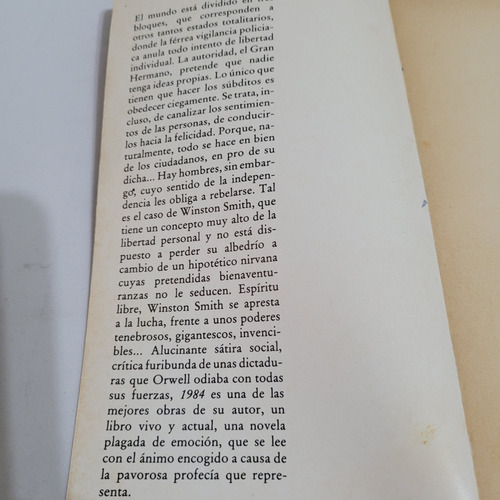 El mundo está dividido en tres
bloques, que corresponden a
otros tantos estados totalitarios,
donde la férrea vigilancia policía-
ca anula todo intento de libertad
individual. La autoridad, el Gran
Hermano, pretende que nadie
tenga ideas propias. Lo único que
tienen que hacer los súbditos es
obedecer ciegamente. Se trata, in-
cluso, de canalizar los sentimien-
tos de las personas, de conducir-
los hacia la felicidad. Porque, na-
turalmente, todo se hace en bien
de los ciudadanos, en pro de su
dicha... Hay hombres, sin embar-
go, cuyo sentido de la indepen-
dencia les obliga a rebelarse. Tal
es el caso de Winston Smith, que
tiene un concepto muy alto de la
libertad personal y no está dis-
puesto a perder su albedrío a
cambio de un hipotético nirvana
cuyas pretendidas bienaventu-
ranzas no le seducen. Espíritu
libre, Winston Smith se apresta
a la lucha, frente a unos poderes
tenebrosos, gigantescos, invenci-
bles... Alucinante sátira social,
crítica furibunda de unas dictadu-
ras que Orwell odiaba con todas
sus fuerzas, 1984 es una de las
mejores obras de su autor, un
libro vivo y actual, una novela
plagada de emoción, que se lee
con el ánimo encogido a causa de
la pavorosa profecía que repre-
senta.